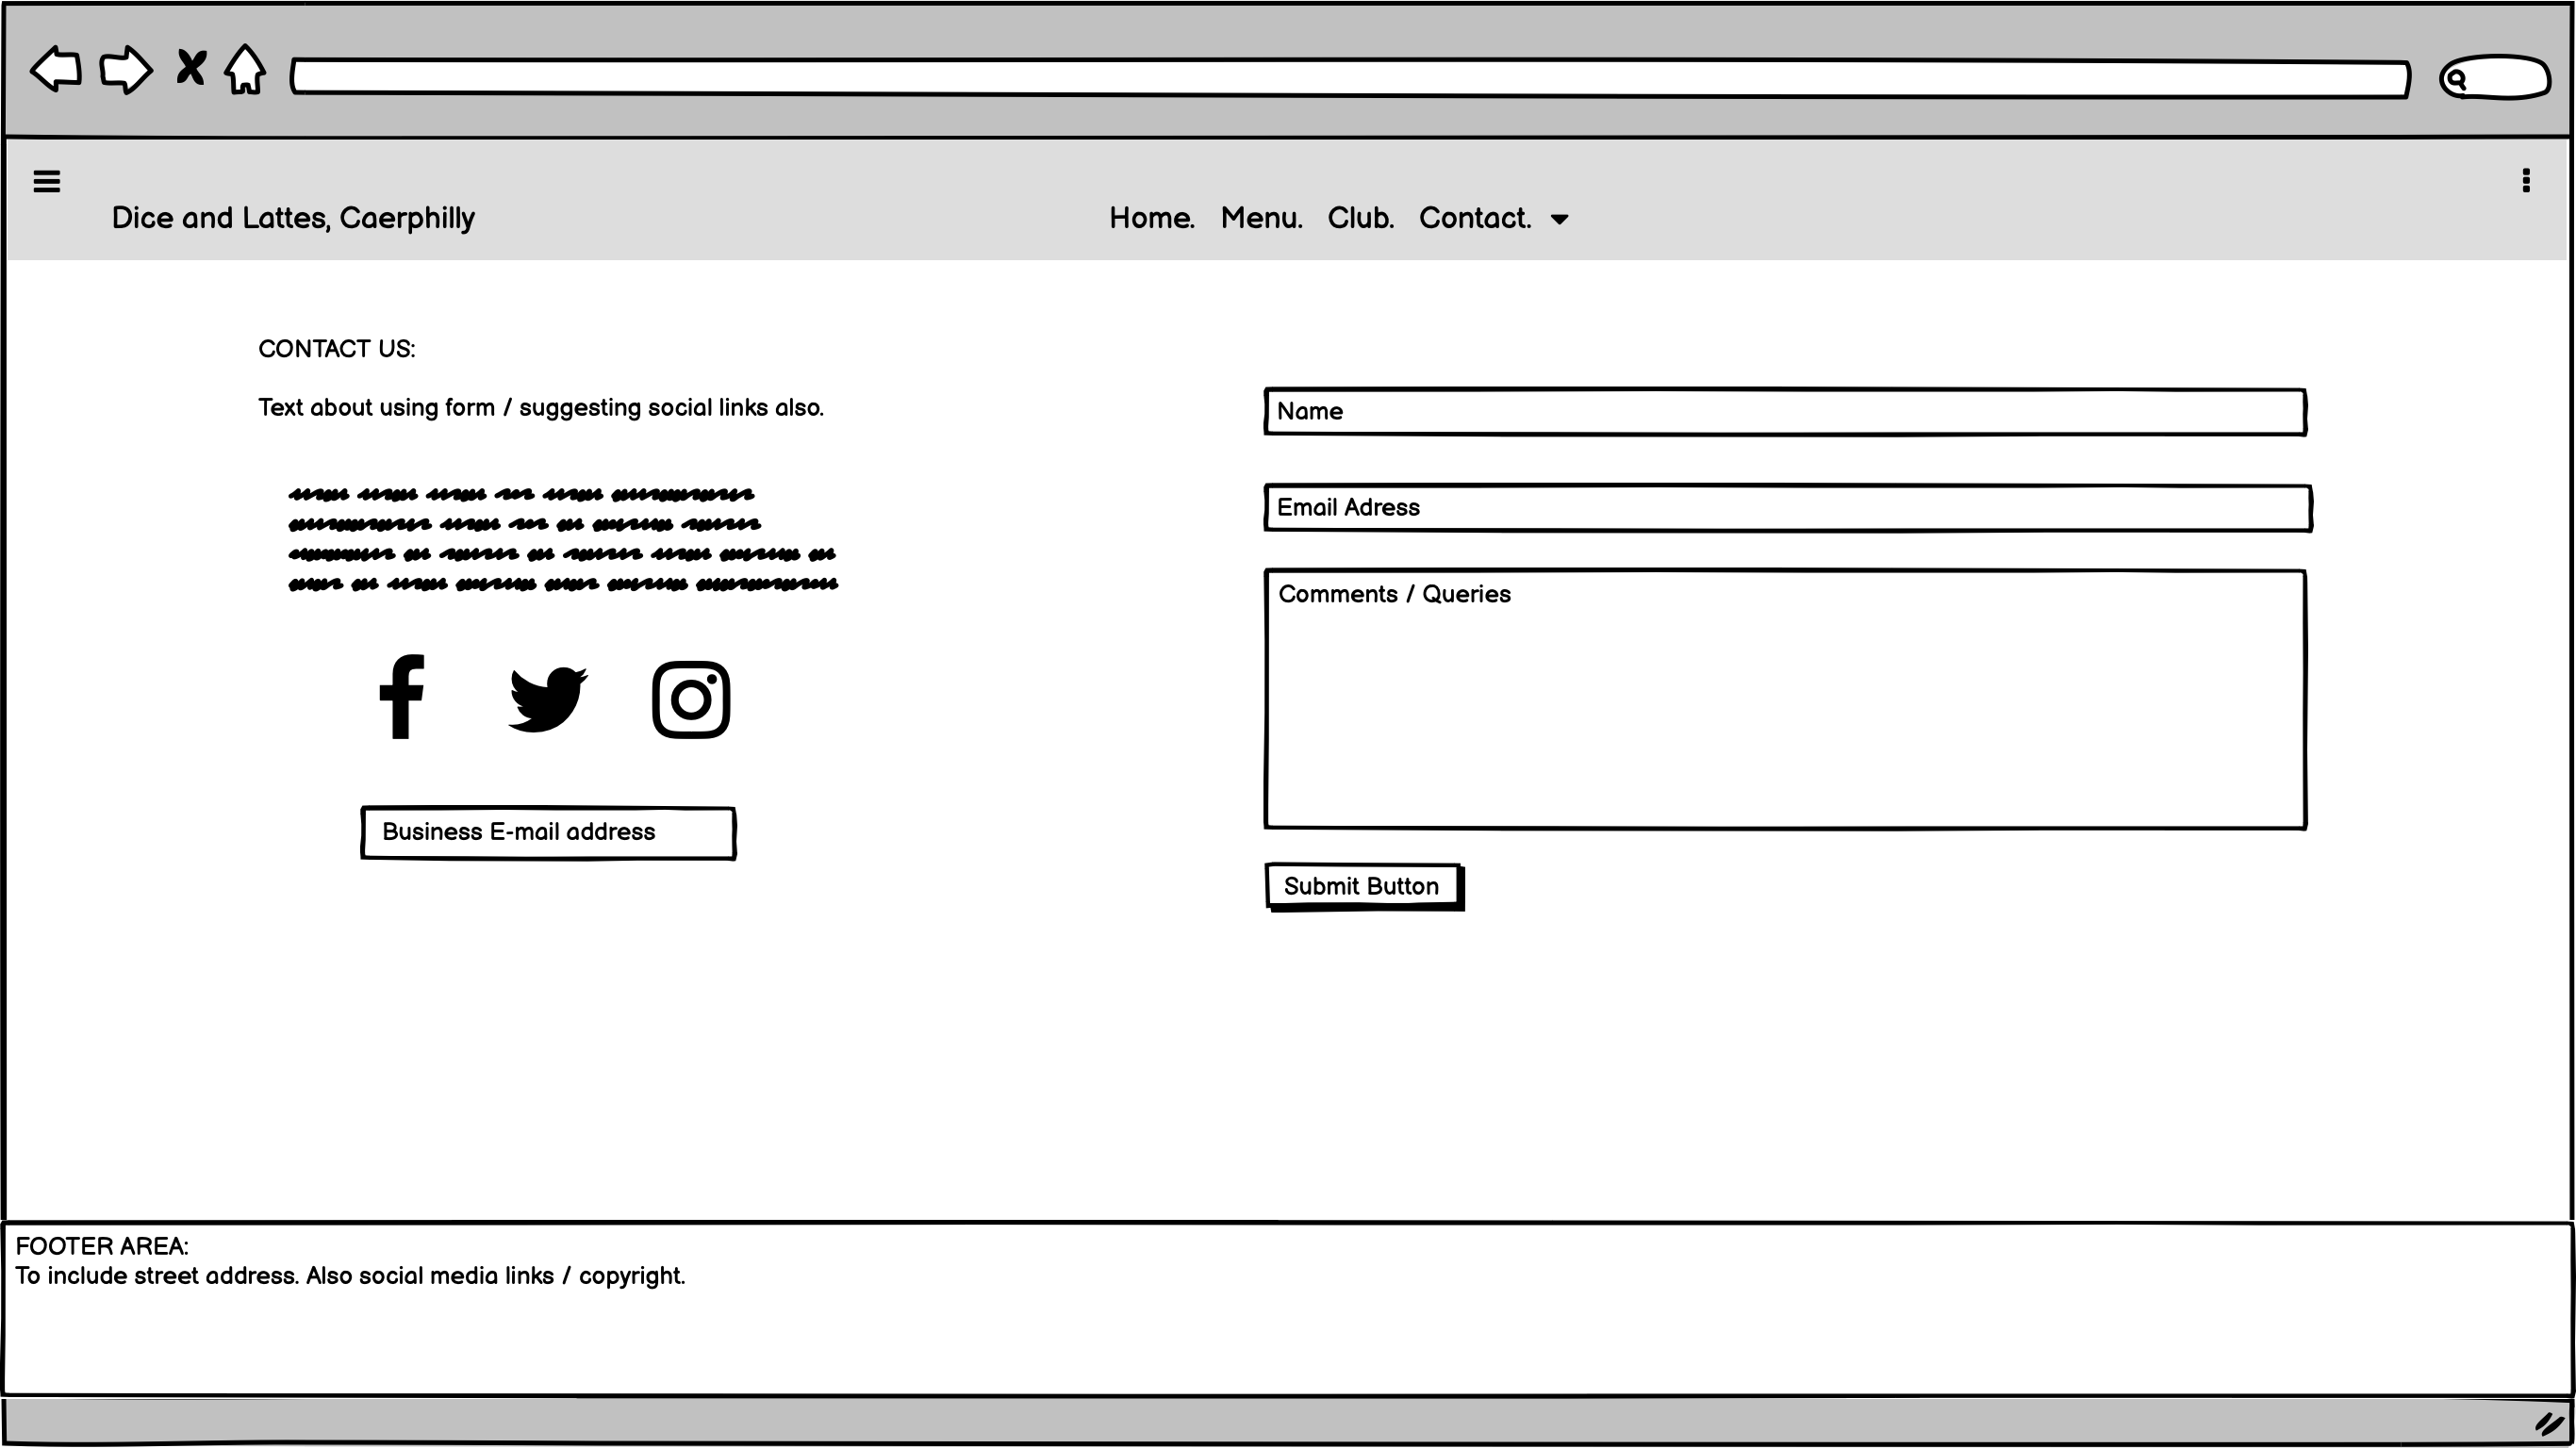 Dice and Lattes, Caerphilly
Home. Menu. Club. Contact.
CONTACT US:
Text about using form / suggesting social links also.
Business E-mail address
Name
Email Adress
Comments / Queries
Submit Button
FOOTER AREA:
To include street address. Also social media links / copyright.